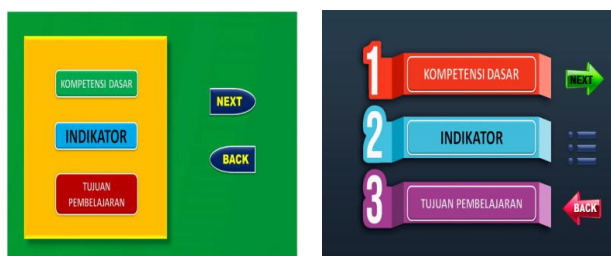 KOMPETENSI DASAR
INDIKATOR
TUJUAN
PEMBELAJARAN
NEXT
BACK
1
KOMPETENSI DASAR
NEXT
2
INDIKATOR
3
TUJUAN PEMBELAJARAN
BACK